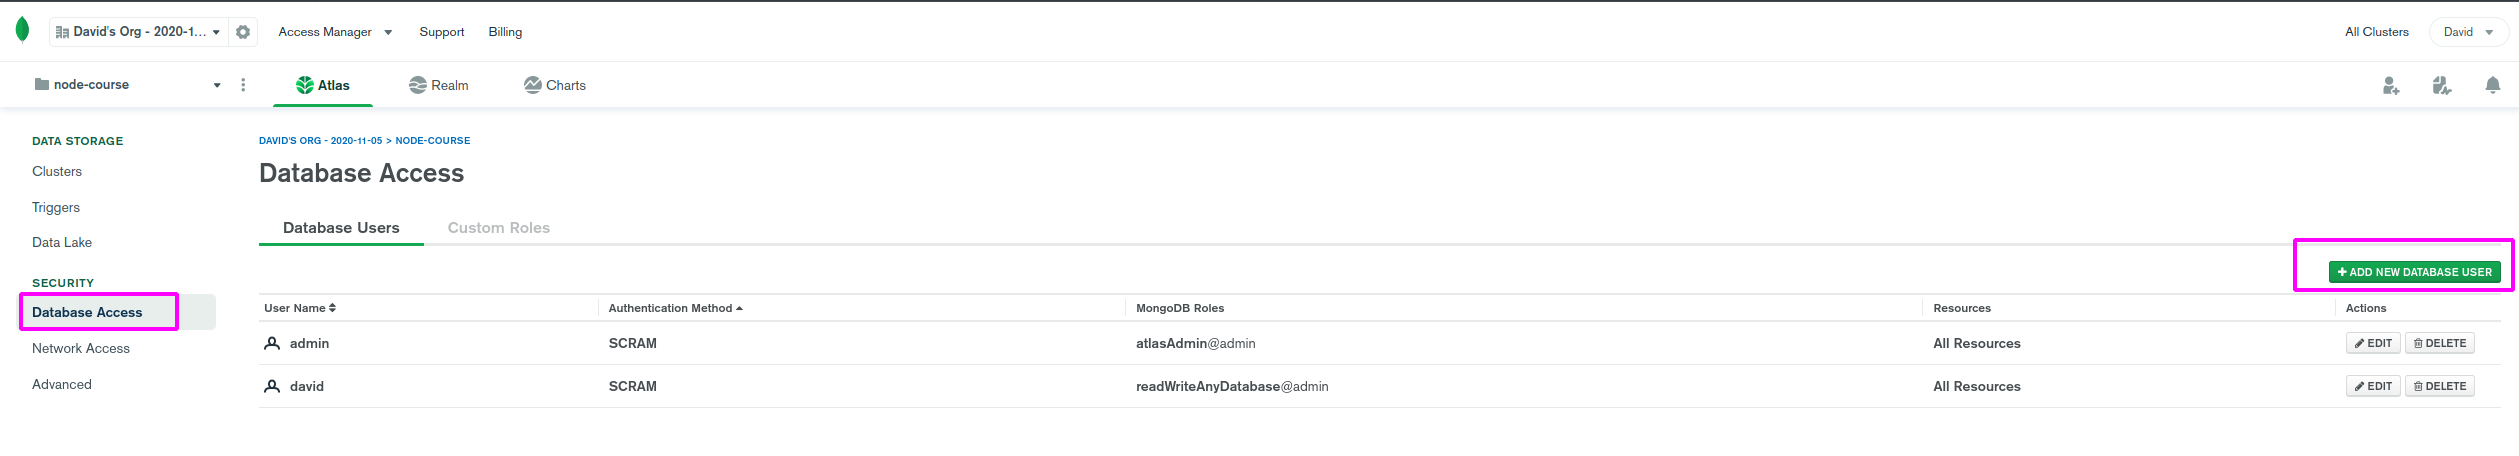 David's Org - 2020-1...
Access Manager
Support
Billing
All Clusters
David
node-course
Atlas
Realm
Charts
DATA STORAGE
Clusters
Triggers
Data Lake
SECURITY
Database Access
Network Access
Advanced
DAVID'S ORG - 2020-11-05 > NODE-COURSE
Database Access
Database Users
Custom Roles
+ ADD NEW DATABASE USER
User Name Authentication Method MongoDB Roles Resources Actions
admin SCRAM atlasAdmin@admin All Resources EDIT DELETE
david SCRAM readWriteAnyDatabase@admin All Resources EDIT DELETE